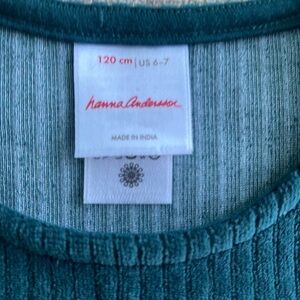 120 cm | US 6-7
hanna andersson
MADE IN INDIA